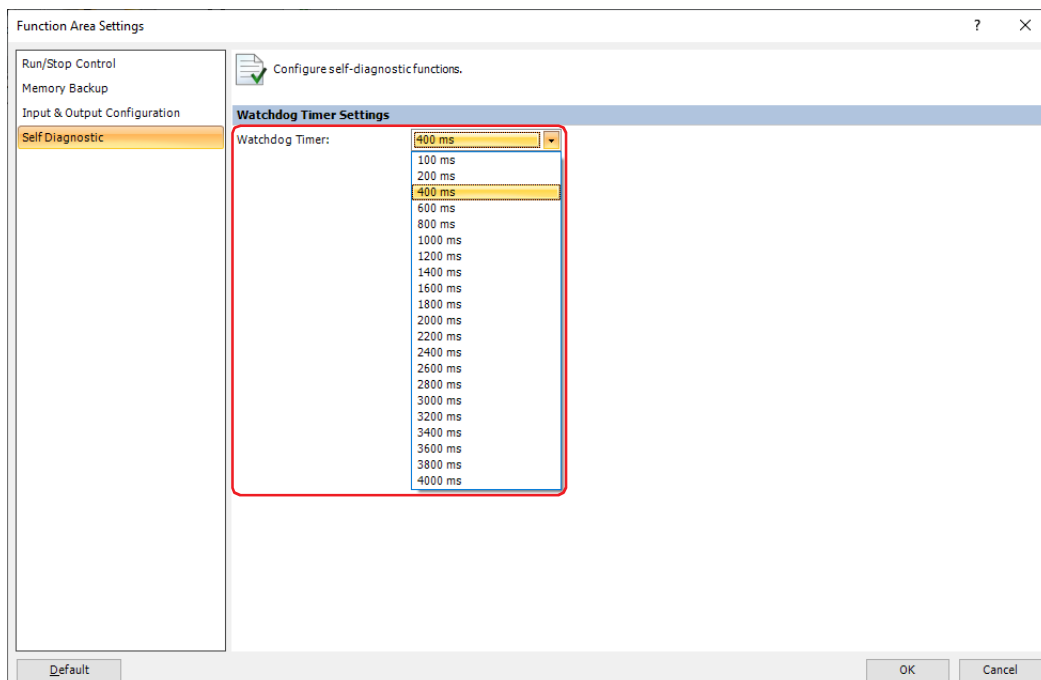 Function Area Settings
?
Run/Stop Control
Memory Backup
Input & Output Configuration
Self Diagnostic
Configure self-diagnostic functions.
Watchdog Timer Settings
Watchdog Timer:
400 ms
100 ms
200 ms
400 ms
600 ms
800 ms
1000 ms
1200 ms
1400 ms
1600 ms
1800 ms
2000 ms
2200 ms
2400 ms
2600 ms
2800 ms
3000 ms
3200 ms
3400 ms
3600 ms
3800 ms
4000 ms
Default
OK
Cancel